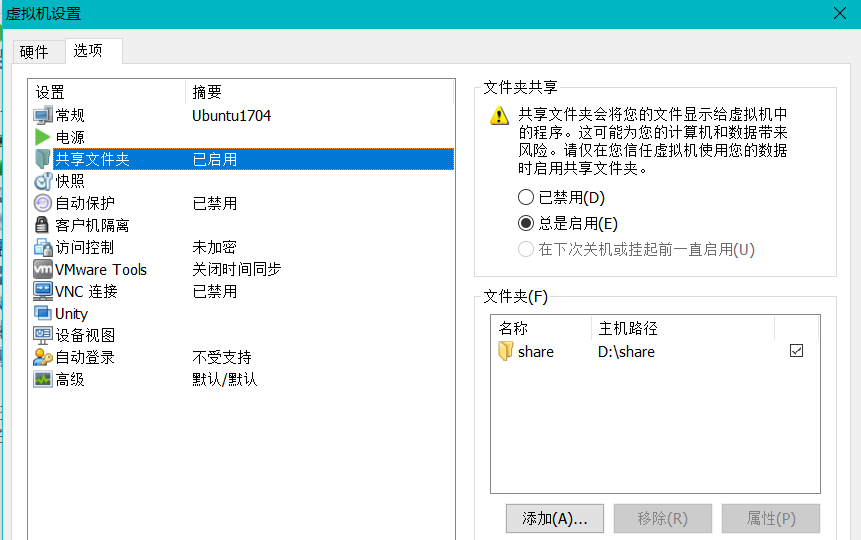 虚拟机设置
硬件 选项
设置 摘要
常规 Ubuntu1704
电源
共享文件夹 已启用
快照
自动保护 已禁用
客户机隔离
访问控制 未加密
VMware Tools 关闭时间同步
VNC 连接 已禁用
Unity
设备视图
自动登录 不受支持
高级 默认/默认
文件夹共享
共享文件夹会将您的文件显示给虚拟机中
的程序。这可能为您的计算机和数据带来
风险。请仅在您信任虚拟机使用您的数据
时启用共享文件夹。
已禁用(D)
总是启用(E)
在下次关机或挂起前一直启用(U)
文件夹(F)
名称 主机路径
share D:\share
添加(A)... 移除(R) 属性(P)